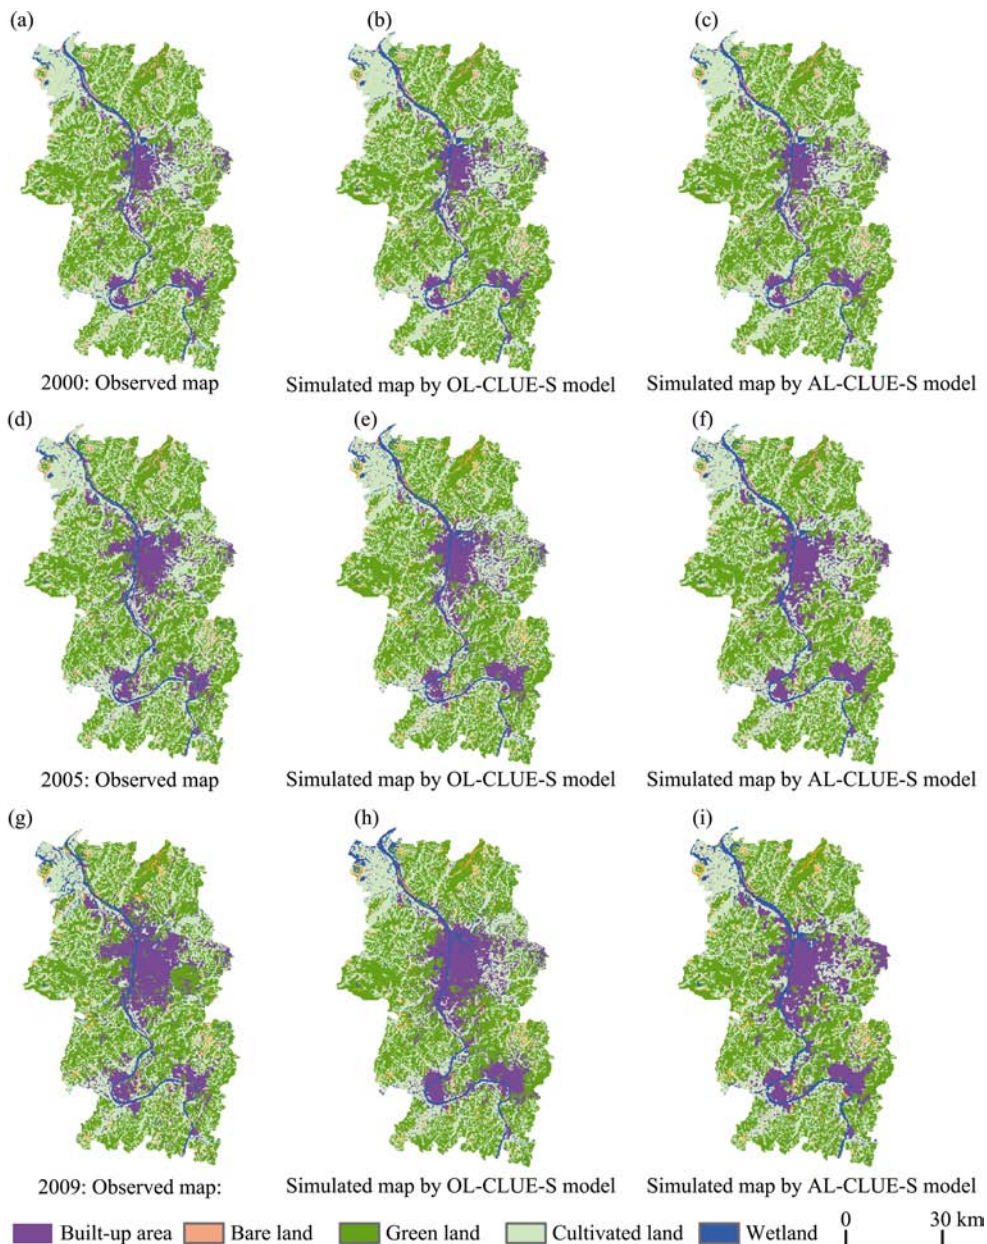 (a) (b) (c)
2000: Observed map Simulated map by OL-CLUE-S model Simulated map by AL-CLUE-S model
(d) (e) (f)
2005: Observed map Simulated map by OL-CLUE-S model Simulated map by AL-CLUE-S model
(g) (h) (i)
2009: Observed map: Simulated map by OL-CLUE-S model Simulated map by AL-CLUE-S model
Built-up area Bare land Green land Cultivated land Wetland 0 30 km